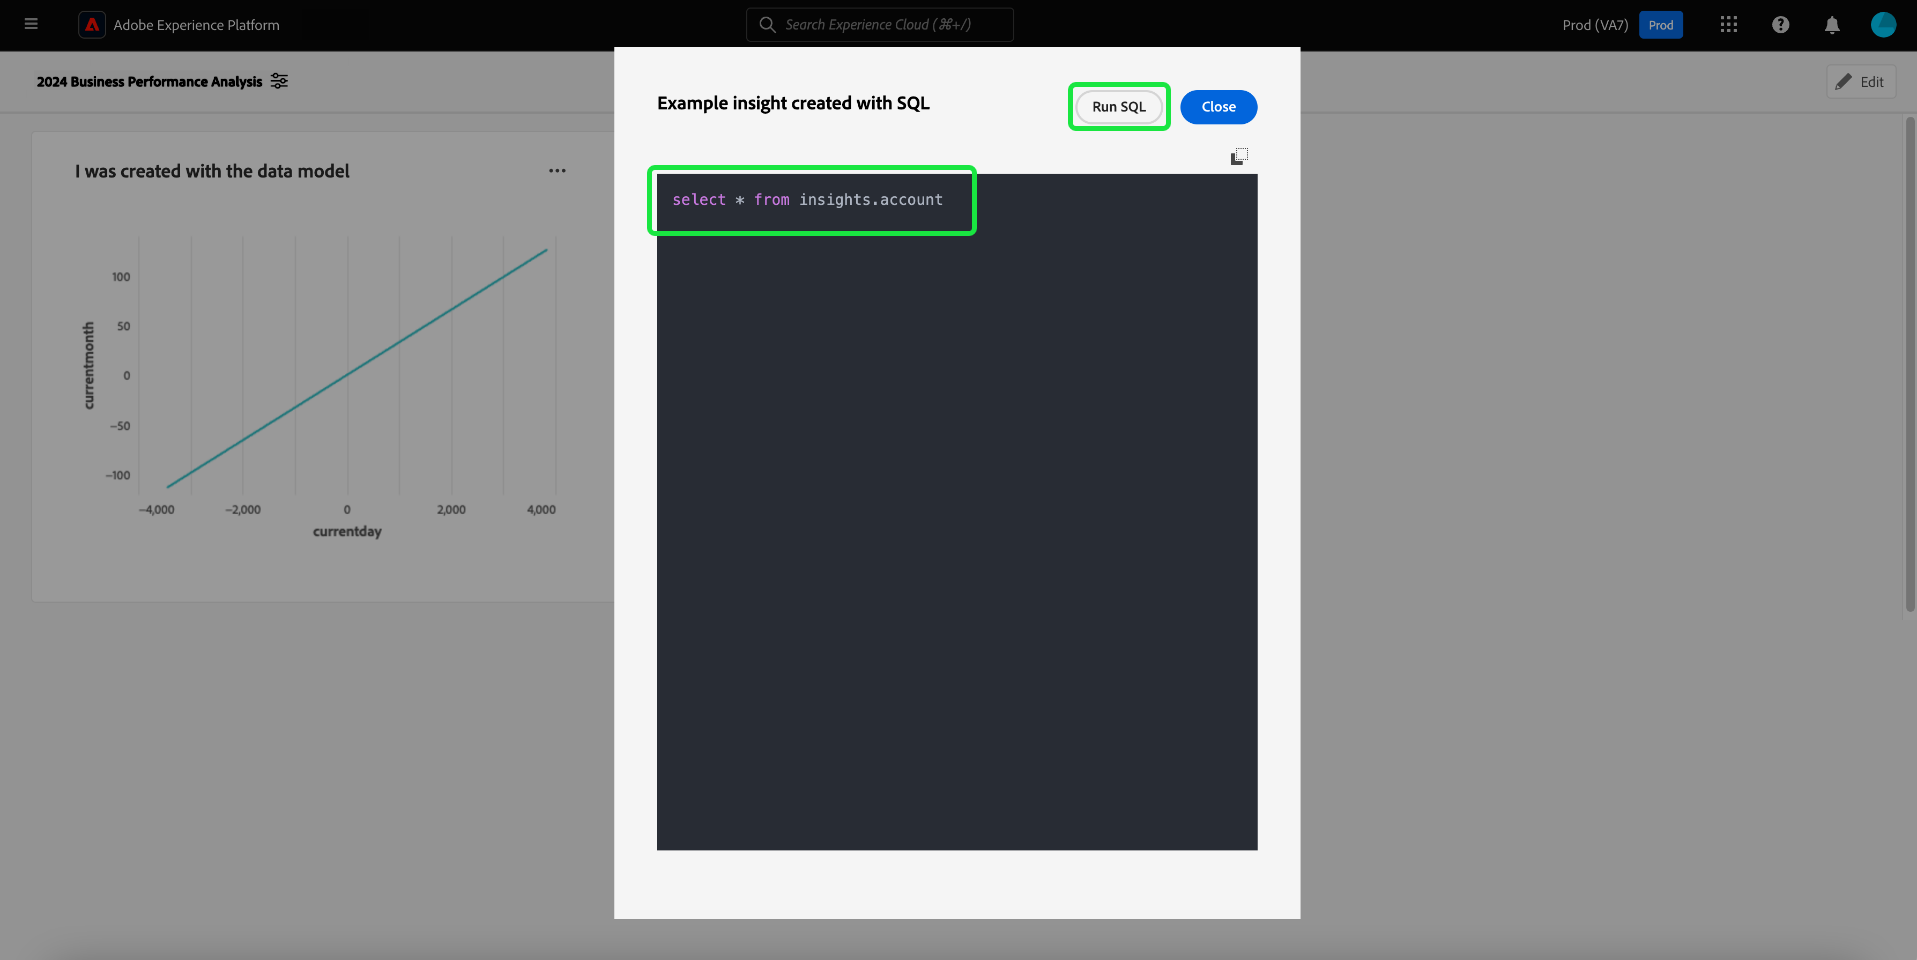 Adobe Experience Platform
Search Experience Cloud (⌘+/)
Prod (VA7)
Prod
2024 Business Performance Analysis
Edit
Example insight created with SQL
Run SQL
Close
select * from insights.account
I was created with the data model
100
50
0
−50
−100
currentmonth
−4,000
−2,000
0
2,000
4,000
currentday